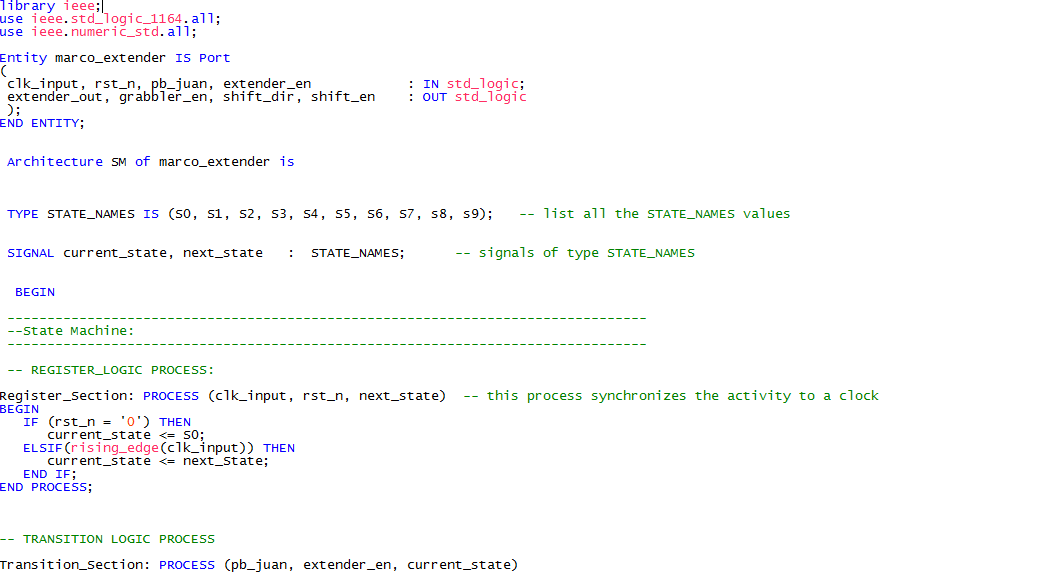 library ieee;
use ieee.std_logic_1164.all;
use ieee.numeric_std.all;
Entity marco_extender IS Port
(
clk_input, rst_n, pb_juan, extender_en : IN std_logic;
extender_out, grabbler_en, shift_dir, shift_en : OUT std_logic
);
END ENTITY;
Architecture SM of marco_extender is
TYPE STATE_NAMES IS (S0, S1, S2, S3, S4, S5, S6, S7, s8, s9); -- list all the STATE_NAMES values
SIGNAL current_state, next_state : STATE_NAMES; -- signals of type STATE_NAMES
BEGIN
--------------------------------------------------------------------------------
--State Machine:
--------------------------------------------------------------------------------
-- REGISTER_LOGIC PROCESS:
Register_Section: PROCESS (clk_input, rst_n, next_state) -- this process synchronizes the activity to a clock
BEGIN
IF (rst_n = '0') THEN
current_state <= S0;
ELSIF(rising_edge(clk_input)) THEN
current_state <= next_State;
END IF;
END PROCESS;
-- TRANSITION LOGIC PROCESS
Transition_Section: PROCESS (pb_juan, extender_en, current_state)